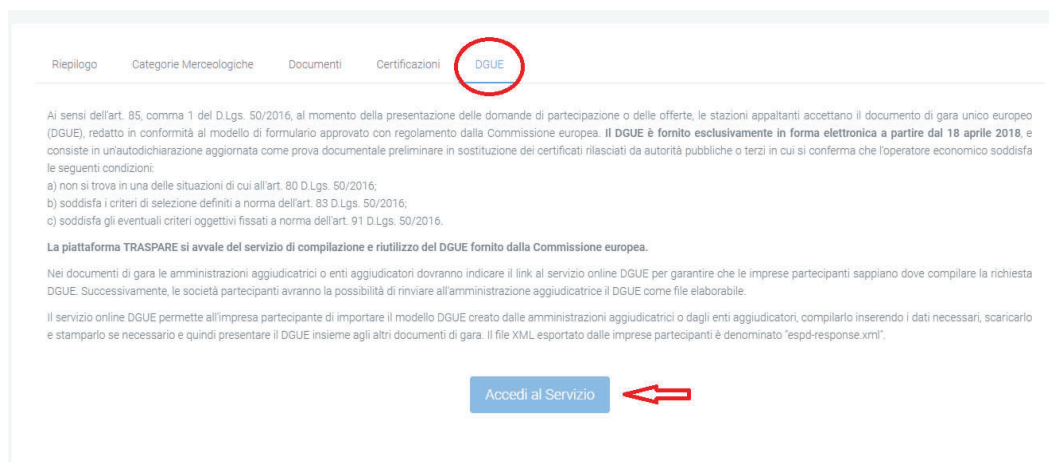 Riepilogo Categorie Merceologiche Documenti Certificazioni DGUE
Ai sensi dell'art. 85, comma 1 del D.Lgs. 50/2016, al momento della presentazione delle domande di partecipazione o delle offerte, le stazioni appaltanti accettano il documento di gara unico europeo
(DGUE), redatto in conformità al modello di formulario approvato con regolamento dalla Commissione europea. Il DGUE è fornito esclusivamente in forma elettronica a partire dal 18 aprile 2018, e
consiste in un'autodichiarazione aggiornata come prova documentale preliminare in sostituzione dei certificati rilasciati da autorità pubbliche o terzi in cui si conferma che l'operatore economico soddisfa
le seguenti condizioni:
a) non si trova in una delle situazioni di cui all'art. 80 D.Lgs. 50/2016;
b) soddisfa i criteri di selezione definiti a norma dell'art. 83 D.Lgs. 50/2016;
c) soddisfa gli eventuali criteri oggettivi fissati a norma dell'art. 91 D.Lgs. 50/2016.
La piattaforma TRASPARE si avvale del servizio di compilazione e riutilizzo del DGUE fornito dalla Commissione europea.
Nei documenti di gara le amministrazioni aggiudicatrici o enti aggiudicatori dovranno indicare il link al servizio online DGUE per garantire che le imprese partecipanti sappiano dove compilare la richiesta
DGUE. Successivamente, le società partecipanti avranno la possibilità di rinviare all'amministrazione aggiudicatrice il DGUE come file elaborabile.
Il servizio online DGUE permette all'impresa partecipante di importare il modello DGUE creato dalle amministrazioni aggiudicatrici o dagli enti aggiudicatori, compilarlo inserendo i dati necessari, scaricarlo
e stamparlo se necessario e quindi presentare il DGUE insieme agli altri documenti di gara. Il file XML esportato dalle imprese partecipanti è denominato "espd-response.xml".
Accedi al Servizio